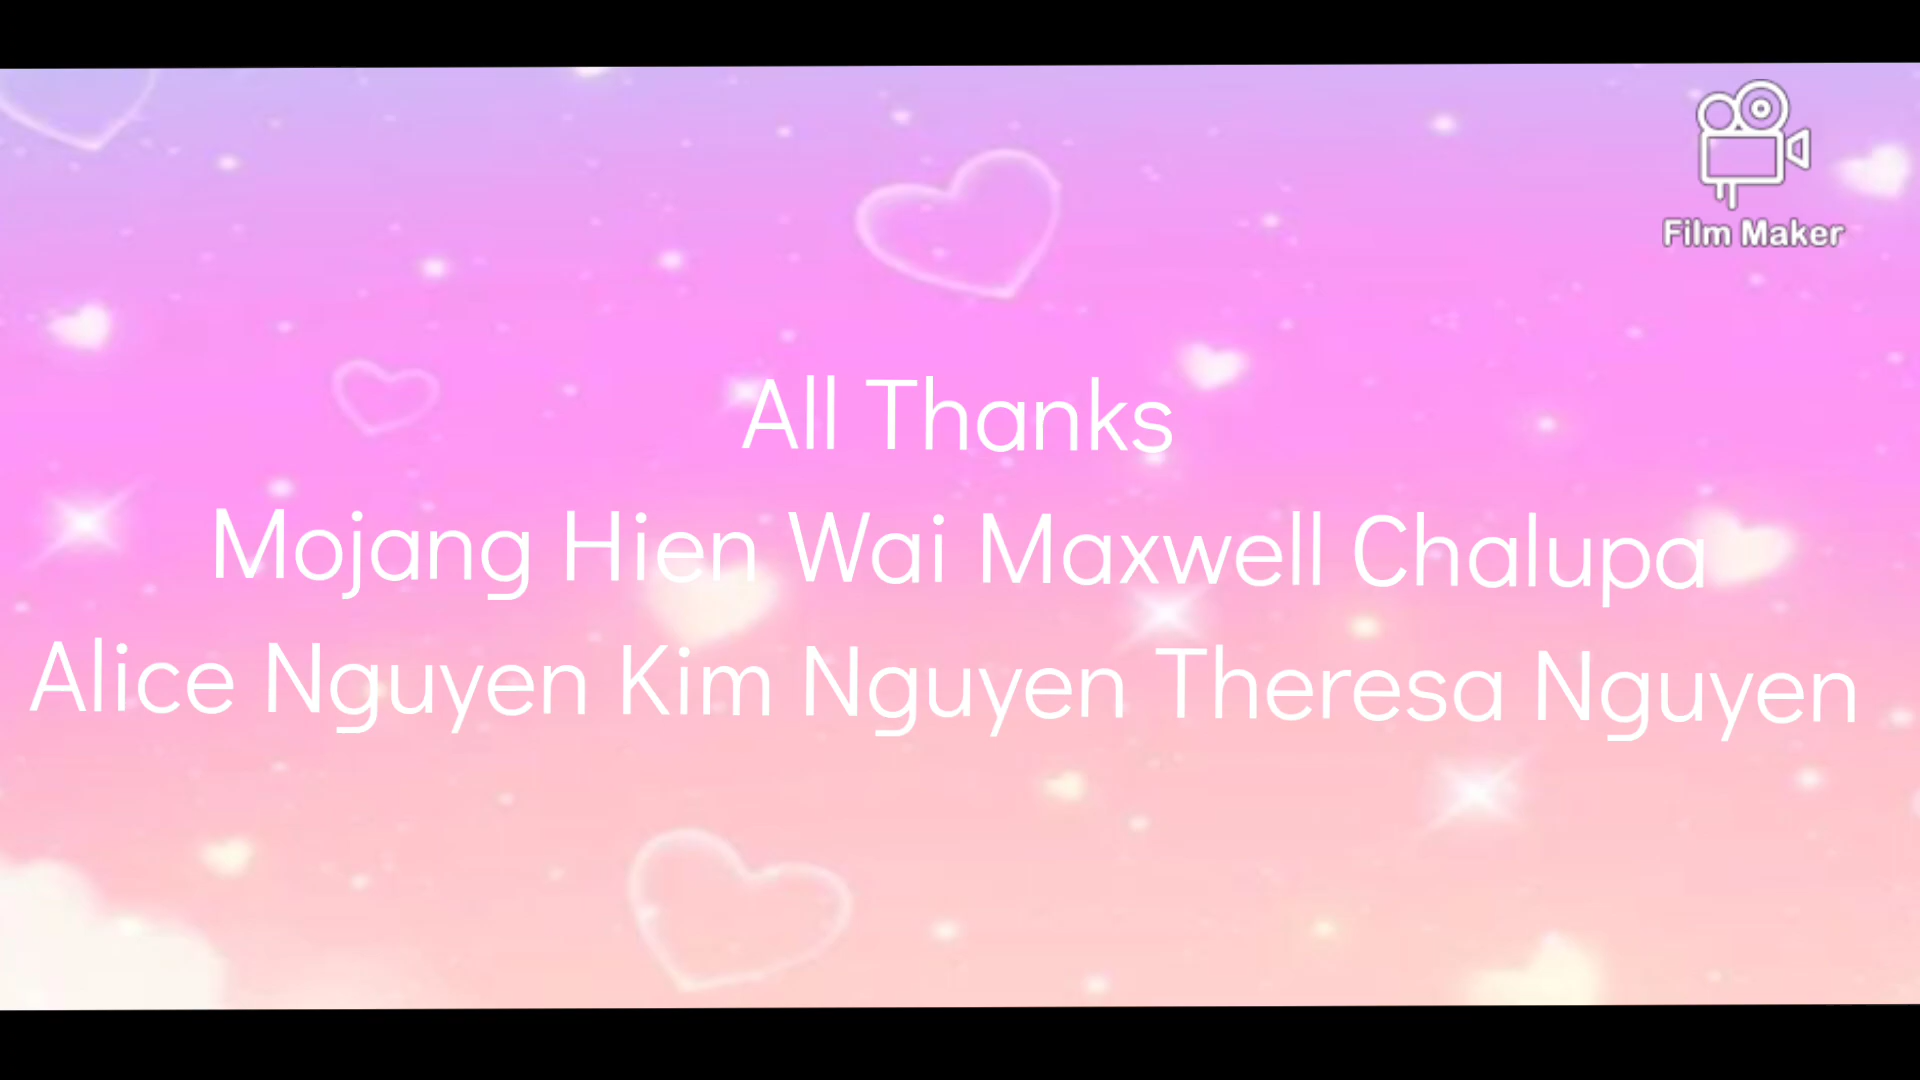 Film Maker
All Thanks
Mojang Hien Wai Maxwell Chalupa
Alice Nguyen Kim Nguyen Theresa Nguyen